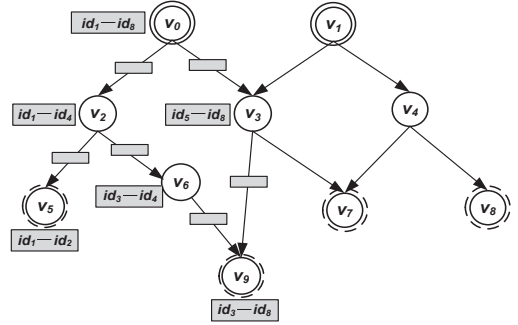 id1—id8
v0
v1
id1—id4
v2
id5—id8
v3
v4
v6
id3—id4
v5
v7
v8
id1—id2
v9
id3—id8